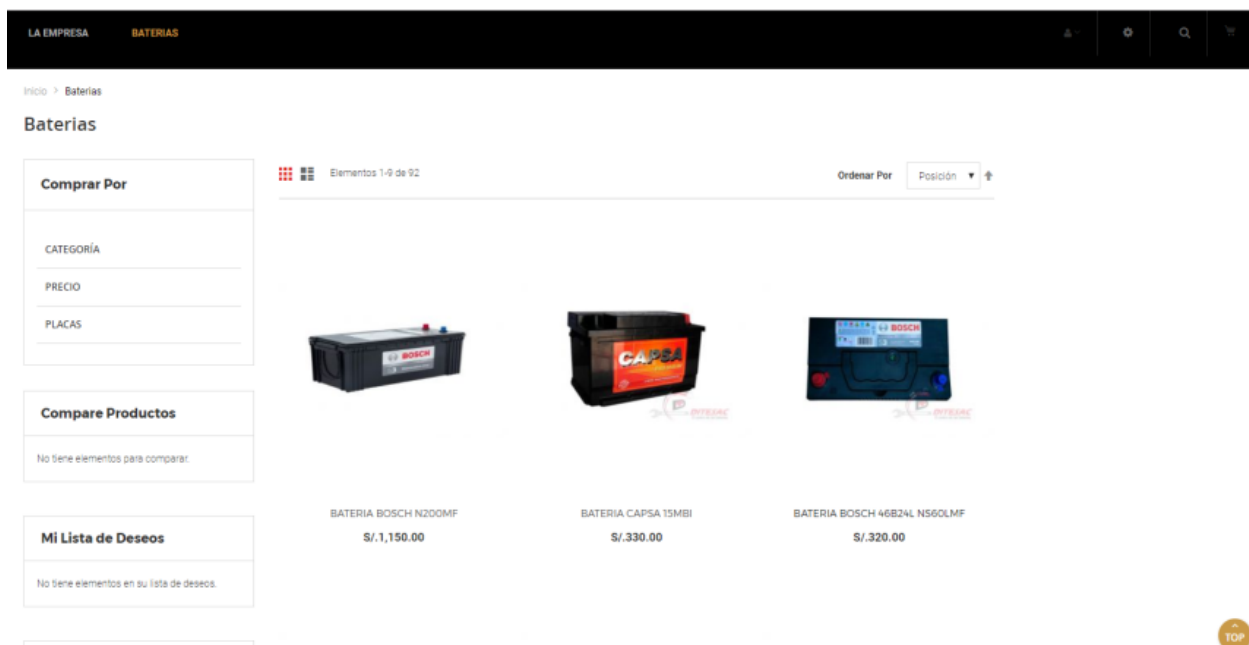 LA EMPRESA BATERIAS
Inicio > Baterias
Baterias
Comprar Por
CATEGORÍA
PRECIO
PLACAS
Compare Productos
No tiene elementos para comparar.
Mi Lista de Deseos
No tiene elementos en su lista de deseos.
Elementos 1-9 de 92
Ordenar Por Posición
BOSCH
CAPSA
BOSCH
DITESAC
DITESAC
BATERIA BOSCH N200MF
S/.1,150.00
BATERIA CAPSA 15MBI
S/.330.00
BATERIA BOSCH 46B24L NS60LMF
S/.320.00
TOP